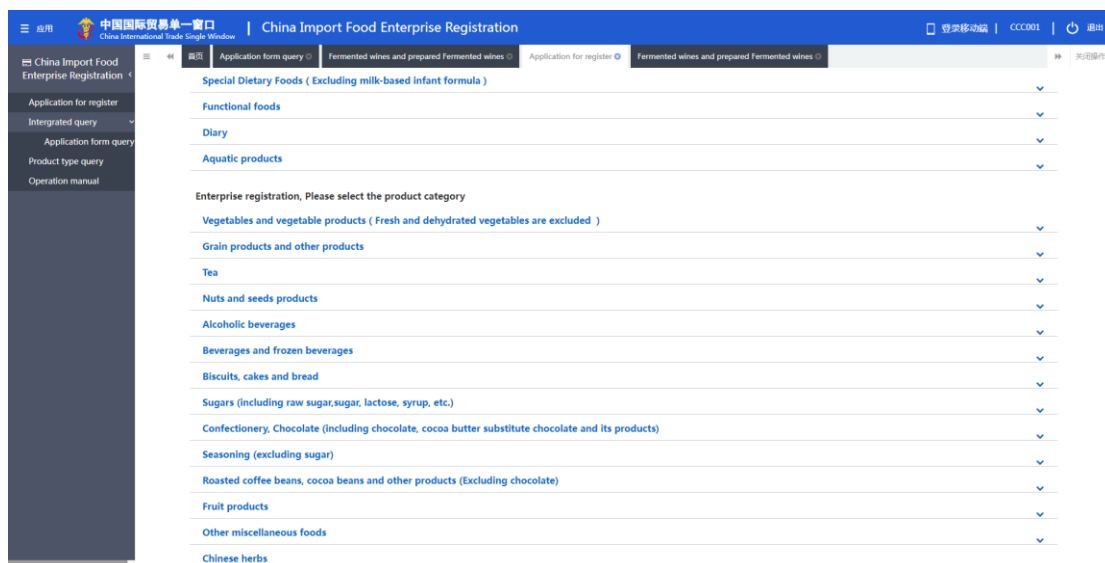 应用
中国国际贸易单一窗口
China International Trade Single Window
China Import Food Enterprise Registration
登录移动端
CCC001
退出
China Import Food
Enterprise Registration
首页
Application form query
Fermented wines and prepared Fermented wines
Application for register
Fermented wines and prepared Fermented wines
关闭操作
Application for register
Intergrated query
Application form query
Product type query
Operation manual
Special Dietary Foods ( Excluding milk-based infant formula )
Functional foods
Diary
Aquatic products
Enterprise registration, Please select the product category
Vegetables and vegetable products ( Fresh and dehydrated vegetables are excluded )
Grain products and other products
Tea
Nuts and seeds products
Alcoholic beverages
Beverages and frozen beverages
Biscuits, cakes and bread
Sugars (including raw sugar,sugar, lactose, syrup, etc.)
Confectionery, Chocolate (including chocolate, cocoa butter substitute chocolate and its products)
Seasoning (excluding sugar)
Roasted coffee beans, cocoa beans and other products (Excluding chocolate)
Fruit products
Other miscellaneous foods
Chinese herbs